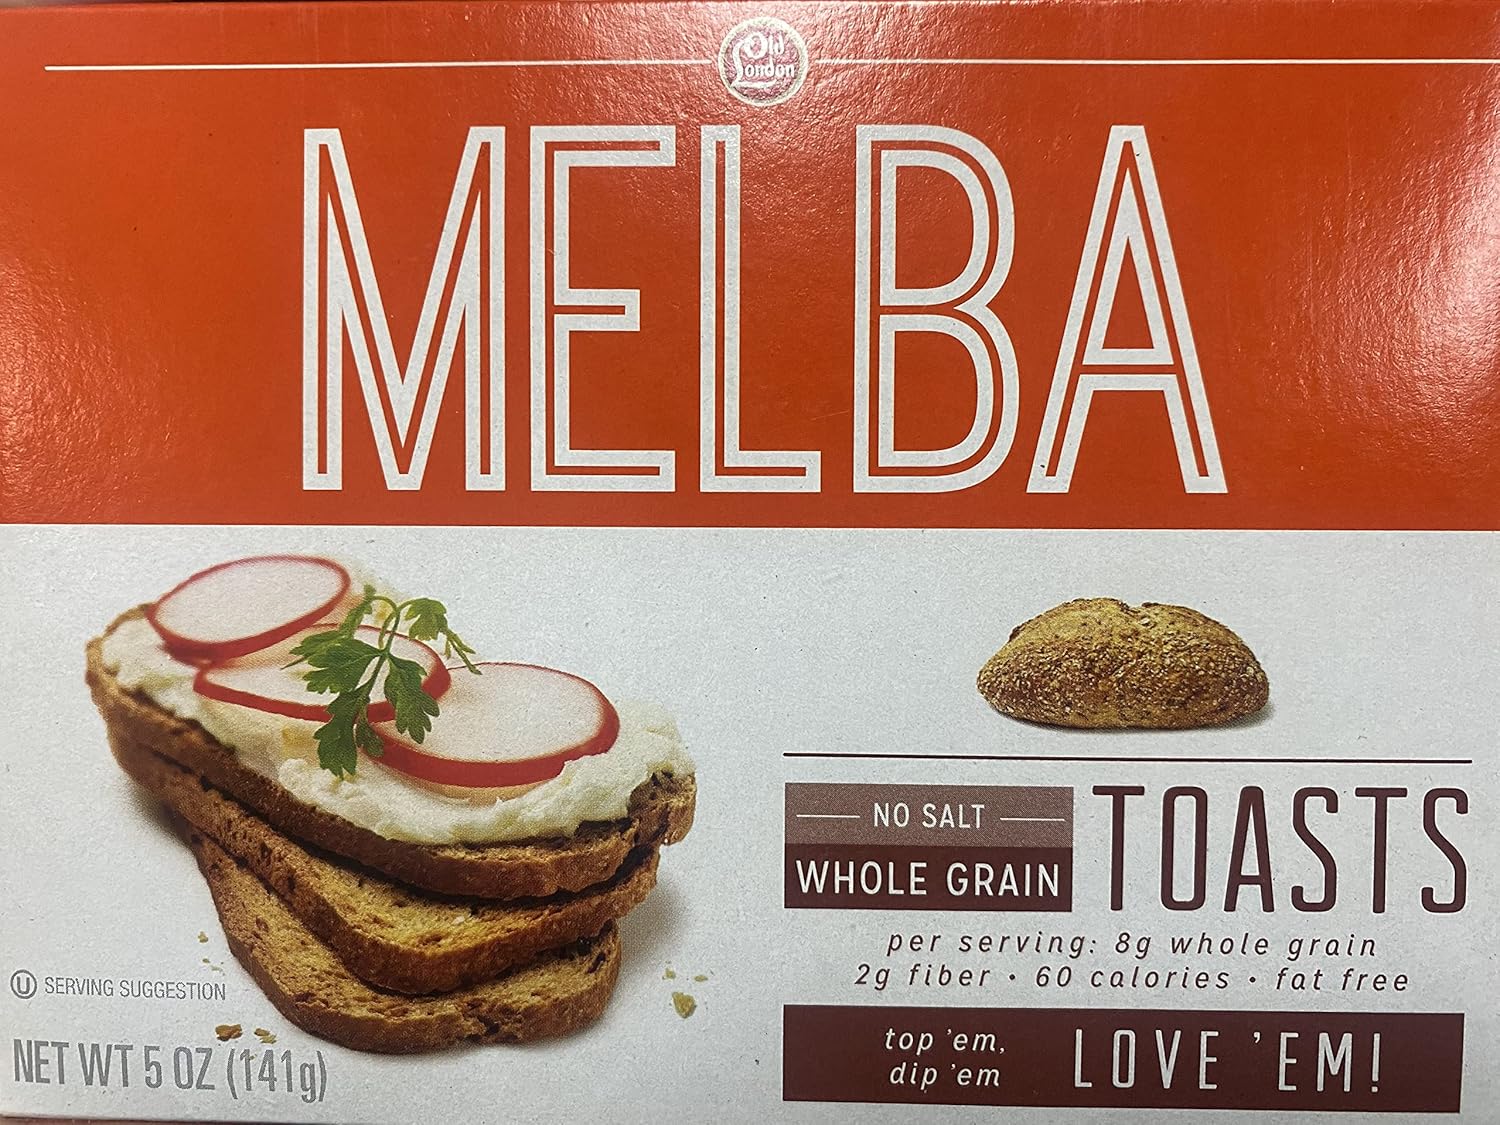 Old
London
MELBA
NO SALT
WHOLE GRAIN
TOASTS
per serving: 8g whole grain
2g fiber • 60 calories • fat free
top 'em,
dip 'em
LOVE 'EM!
U SERVING SUGGESTION
NET WT 5 OZ (141g)